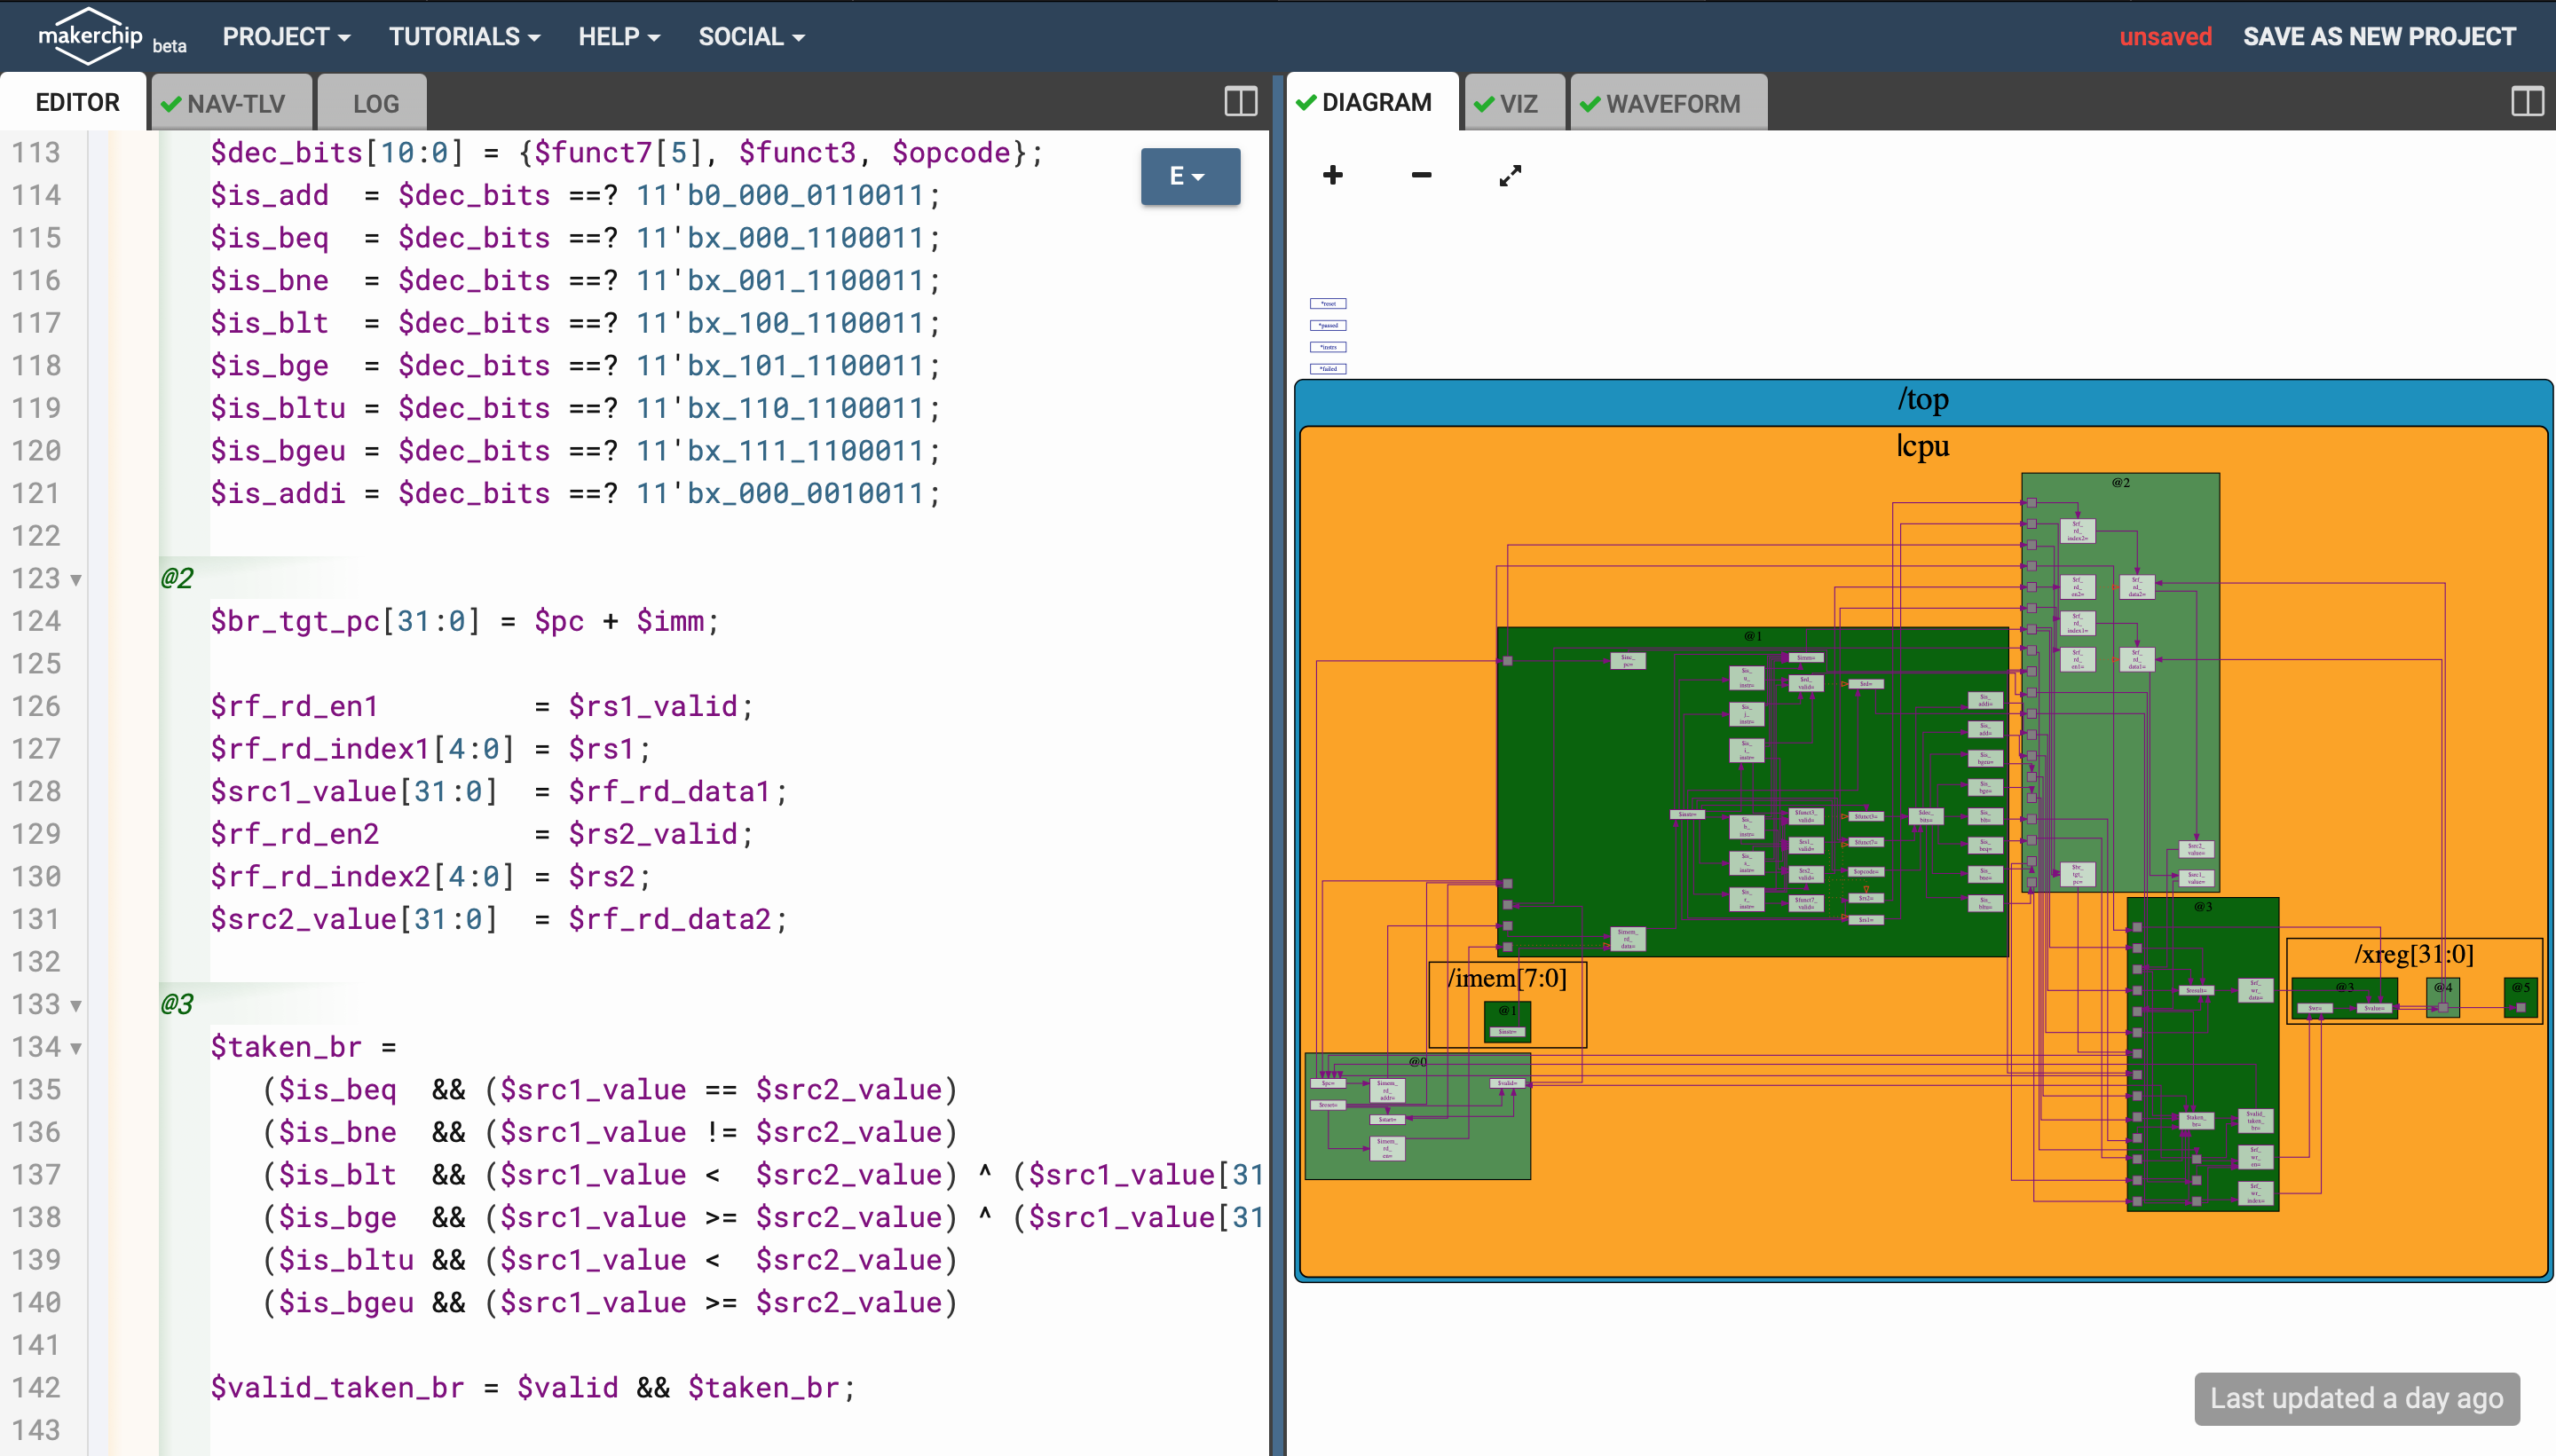 makerchip beta PROJECT TUTORIALS HELP SOCIAL unsaved SAVE AS NEW PROJECT
EDITOR NAV-TLV LOG DIAGRAM VIZ WAVEFORM
113 $dec_bits[10:0] = {$funct7[5], $funct3, $opcode};
E
114 $is_add = $dec_bits ==? 11'b0_000_0110011;
115 $is_beq = $dec_bits ==? 11'bx_000_1100011;
116 $is_bne = $dec_bits ==? 11'bx_001_1100011;
117 $is_blt = $dec_bits ==? 11'bx_100_1100011;
118 $is_bge = $dec_bits ==? 11'bx_101_1100011;
119 $is_bltu = $dec_bits ==? 11'bx_110_1100011;
120 $is_bgeu = $dec_bits ==? 11'bx_111_1100011;
121 $is_addi = $dec_bits ==? 11'bx_000_0010011;
122
123 @2
124 $br_tgt_pc[31:0] = $pc + $imm;
125
126 $rf_rd_en1 = $rs1_valid;
127 $rf_rd_index1[4:0] = $rs1;
128 $src1_value[31:0] = $rf_rd_data1;
129 $rf_rd_en2 = $rs2_valid;
130 $rf_rd_index2[4:0] = $rs2;
131 $src2_value[31:0] = $rf_rd_data2;
132
133 @3
134 $taken_br =
135 ($is_beq && ($src1_value == $src2_value)
136 ($is_bne && ($src1_value != $src2_value)
137 ($is_blt && ($src1_value < $src2_value) ^ ($src1_value[31
138 ($is_bge && ($src1_value >= $src2_value) ^ ($src1_value[31
139 ($is_bltu && ($src1_value < $src2_value)
140 ($is_bgeu && ($src1_value >= $src2_value)
141
142 $valid_taken_br = $valid && $taken_br;
143
*reset
*passed
*instrs
*failed
/top
|cpu
@2
@1
@3
/xreg[31:0]
@3 @4 @5
/imem[7:0]
@1
$instr=
@0
Last updated a day ago